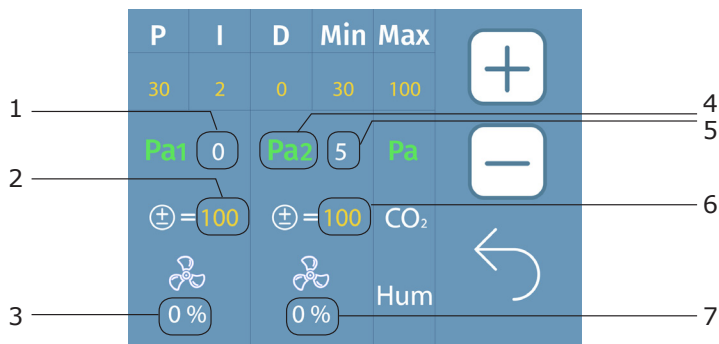 P I D Min Max
30 2 0 30 100
1 4
5
Pa1 0 Pa2 5 Pa
2 6
± = 100 ± = 100 CO₂
Hum
3 0 % 0 % 7